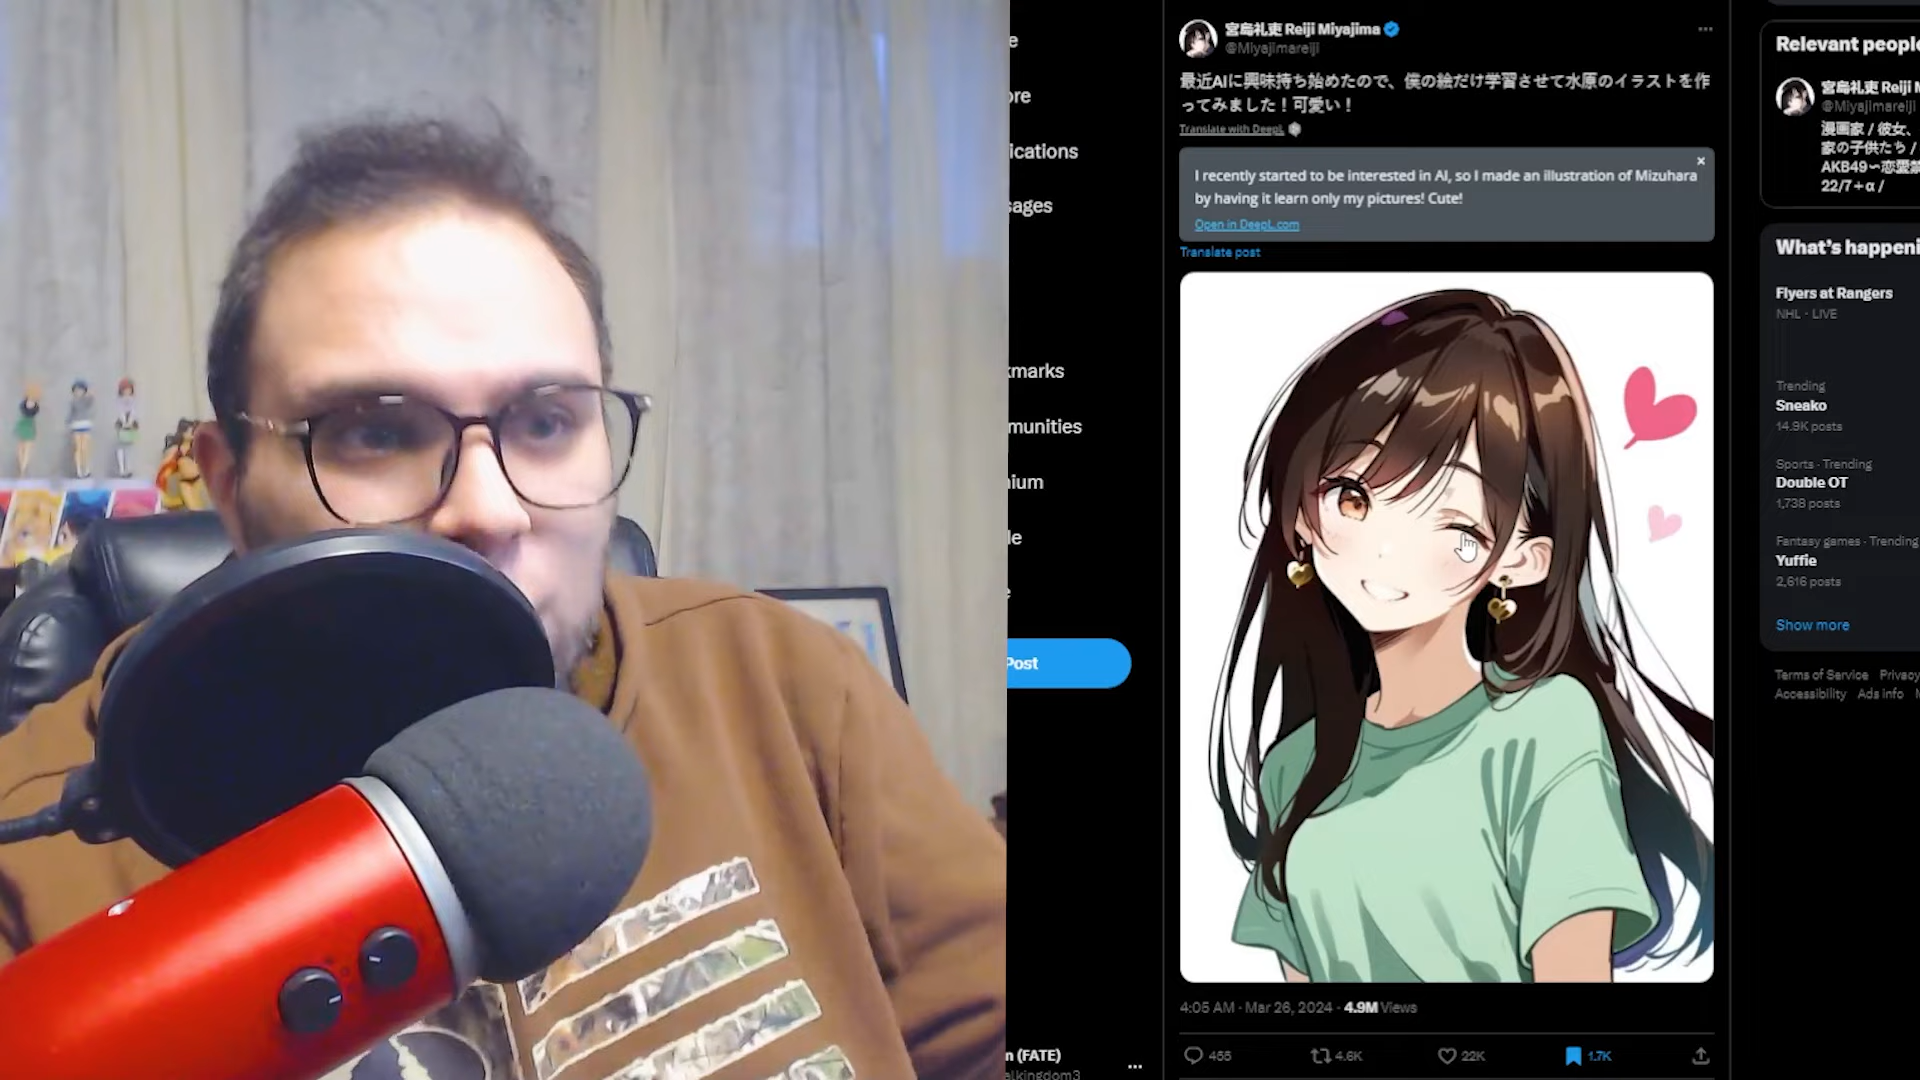 e
ore
ications
sages
kmarks
munities
nium
le
e
Post
n (FATE)
alkingdom3
宮島礼吏 Reiji Miyajima
@Miyajimareiji
最近AIに興味持ち始めたので、僕の絵だけ学習させて水原のイラストを作
ってみました！可愛い！
Translate with DeepL
I recently started to be interested in AI, so I made an illustration of Mizuhara
by having it learn only my pictures! Cute!
Open in DeepL.com
Translate post
4:05 AM · Mar 26, 2024 · 4.9M Views
455
4.6K
22K
1.7K
Relevant people
宮島礼吏 Reiji M
@Miyajimareiji
漫画家 / 彼女、
家の子供たち /
AKB49〜恋愛禁
22/7+α /
What's happeni
Flyers at Rangers
NHL · LIVE
Trending
Sneako
14.9K posts
Sports · Trending
Double OT
1,738 posts
Fantasy games · Trending
Yuffie
2,616 posts
Show more
Terms of Service Privacy
Accessibility Ads info